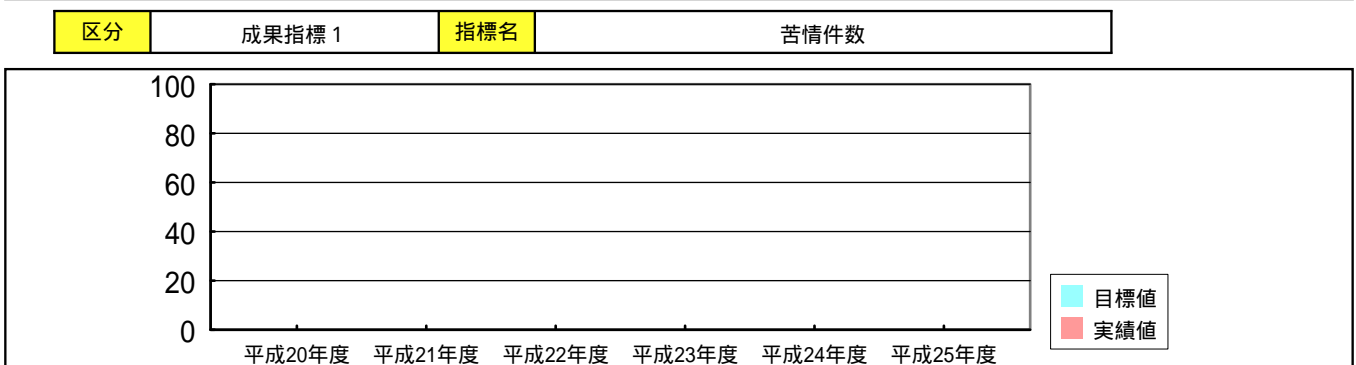 区分 成果指標1 指標名 苦情件数
100
80
60
40
20
0
平成20年度 平成21年度 平成22年度 平成23年度 平成24年度 平成25年度
目標値
実績値